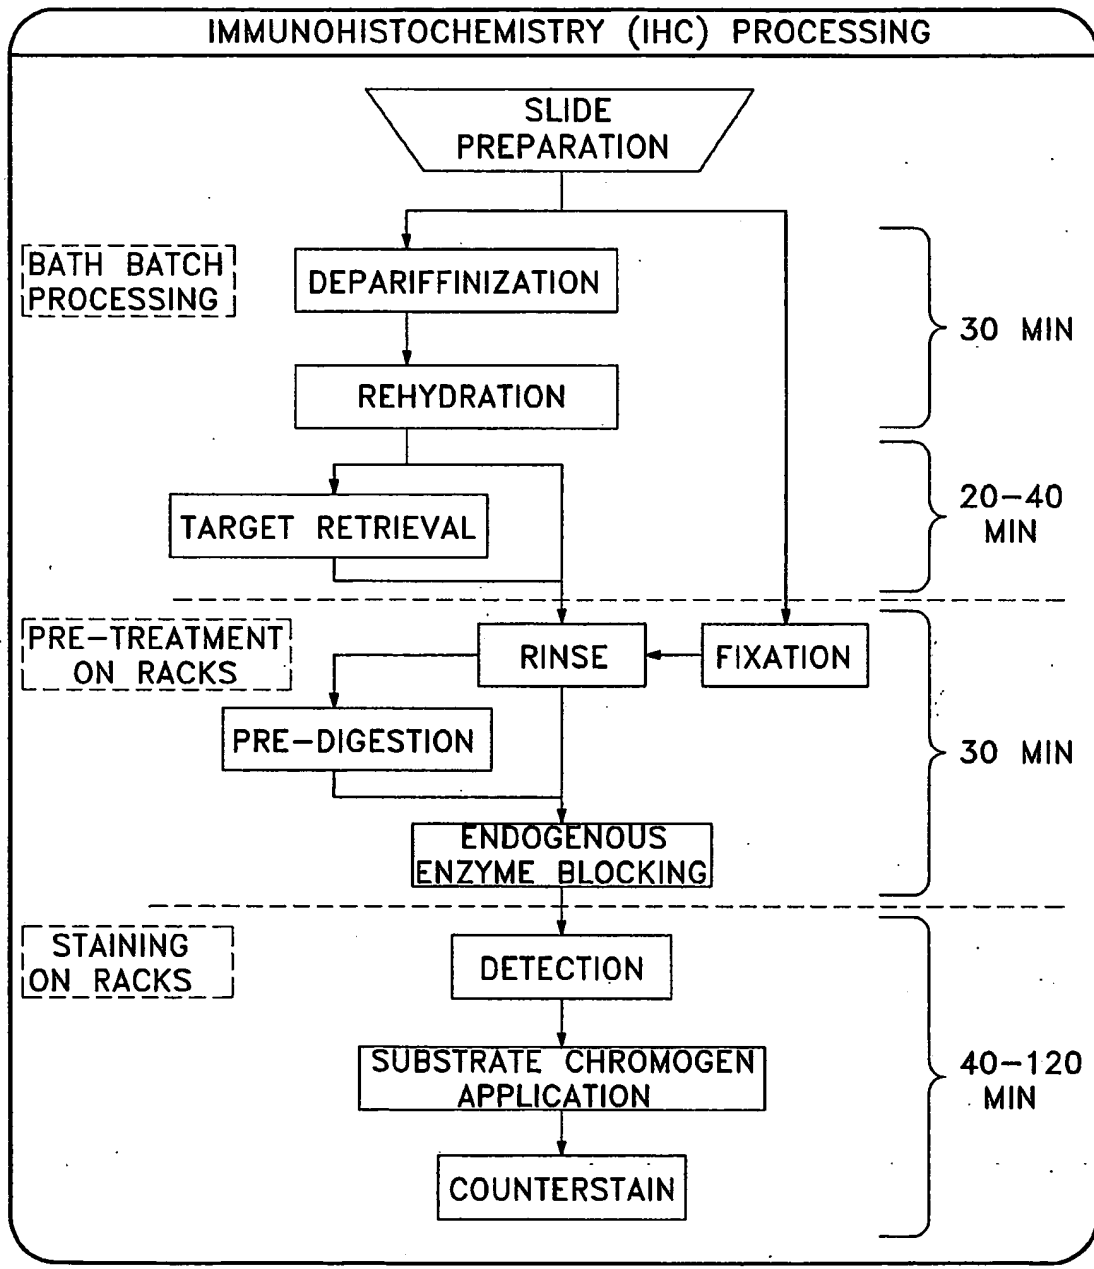 IMMUNOHISTOCHEMISTRY (IHC) PROCESSING
SLIDE
PREPARATION
BATH BATCH
PROCESSING
DEPARIFFINIZATION
30 MIN
REHYDRATION
TARGET RETRIEVAL
20-40
MIN
PRE-TREATMENT
ON RACKS
RINSE
FIXATION
PRE-DIGESTION
30 MIN
ENDOGENOUS
ENZYME BLOCKING
STAINING
ON RACKS
DETECTION
SUBSTRATE CHROMOGEN
APPLICATION
40-120
MIN
COUNTERSTAIN